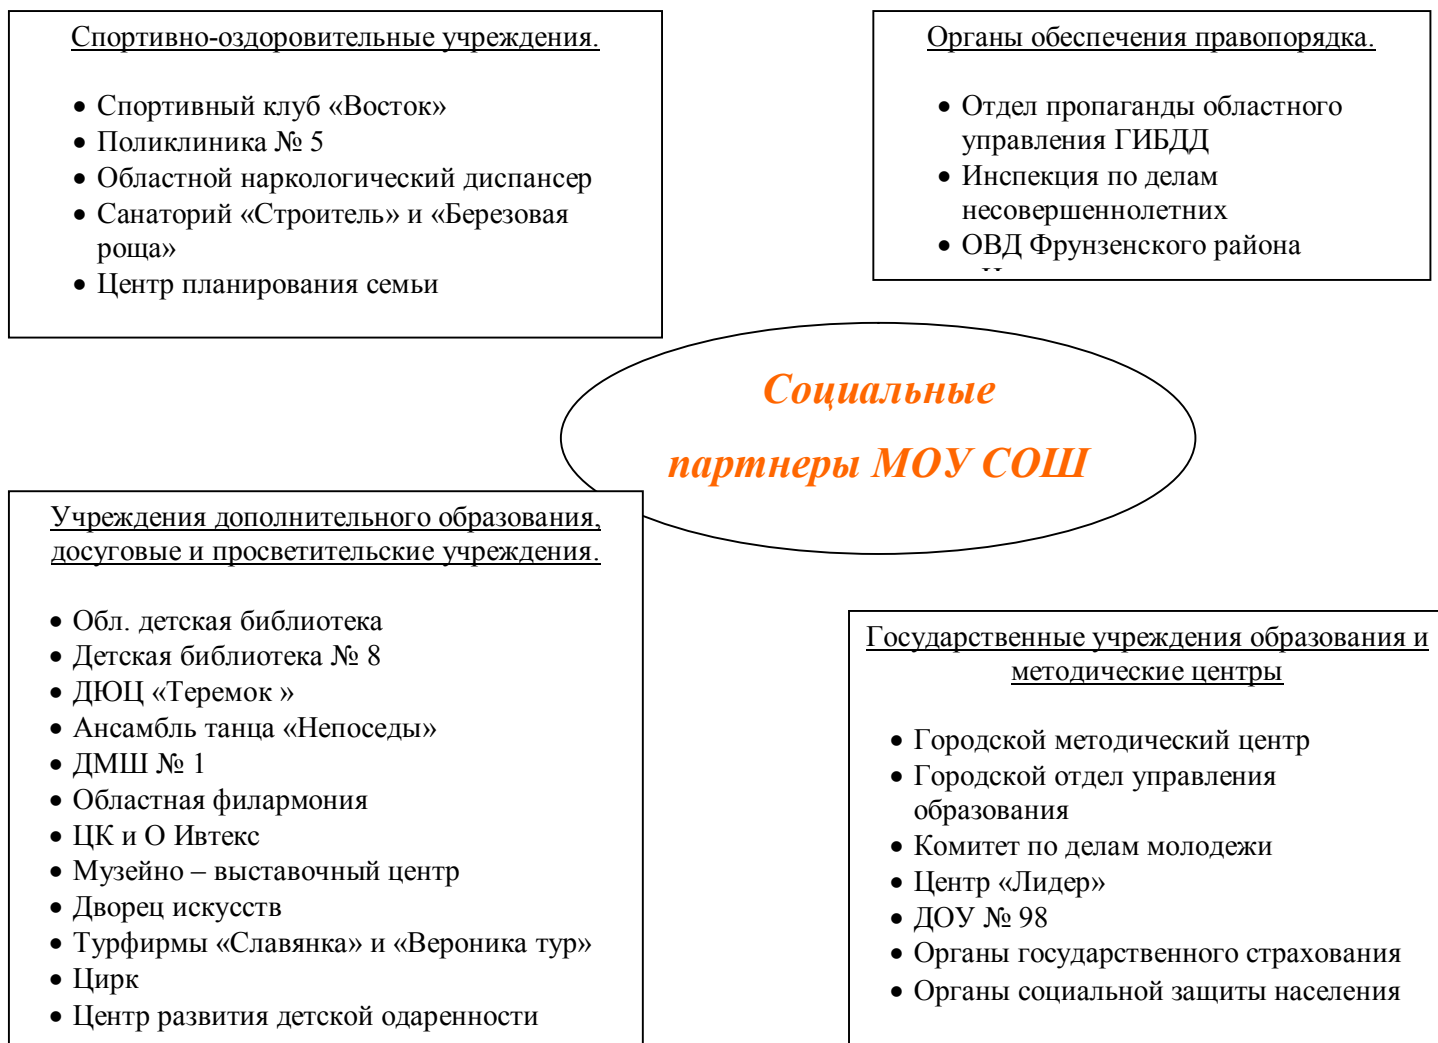 Спортивно-оздоровительные учреждения.
• Спортивный клуб «Восток»
• Поликлиника № 5
• Областной наркологический диспансер
• Санаторий «Строитель» и «Березовая
роща»
• Центр планирования семьи
Органы обеспечения правопорядка.
• Отдел пропаганды областного
управления ГИБДД
• Инспекция по делам
несовершеннолетних
• ОВД Фрунзенского района
Социальные
партнеры МОУ СОШ
Учреждения дополнительного образования,
досуговые и просветительские учреждения.
• Обл. детская библиотека
• Детская библиотека № 8
• ДЮЦ «Теремок »
• Ансамбль танца «Непоседы»
• ДМШ № 1
• Областная филармония
• ЦК и О Ивтекс
• Музейно – выставочный центр
• Дворец искусств
• Турфирмы «Славянка» и «Вероника тур»
• Цирк
• Центр развития детской одаренности
Государственные учреждения образования и
методические центры
• Городской методический центр
• Городской отдел управления
образования
• Комитет по делам молодежи
• Центр «Лидер»
• ДОУ № 98
• Органы государственного страхования
• Органы социальной защиты населения